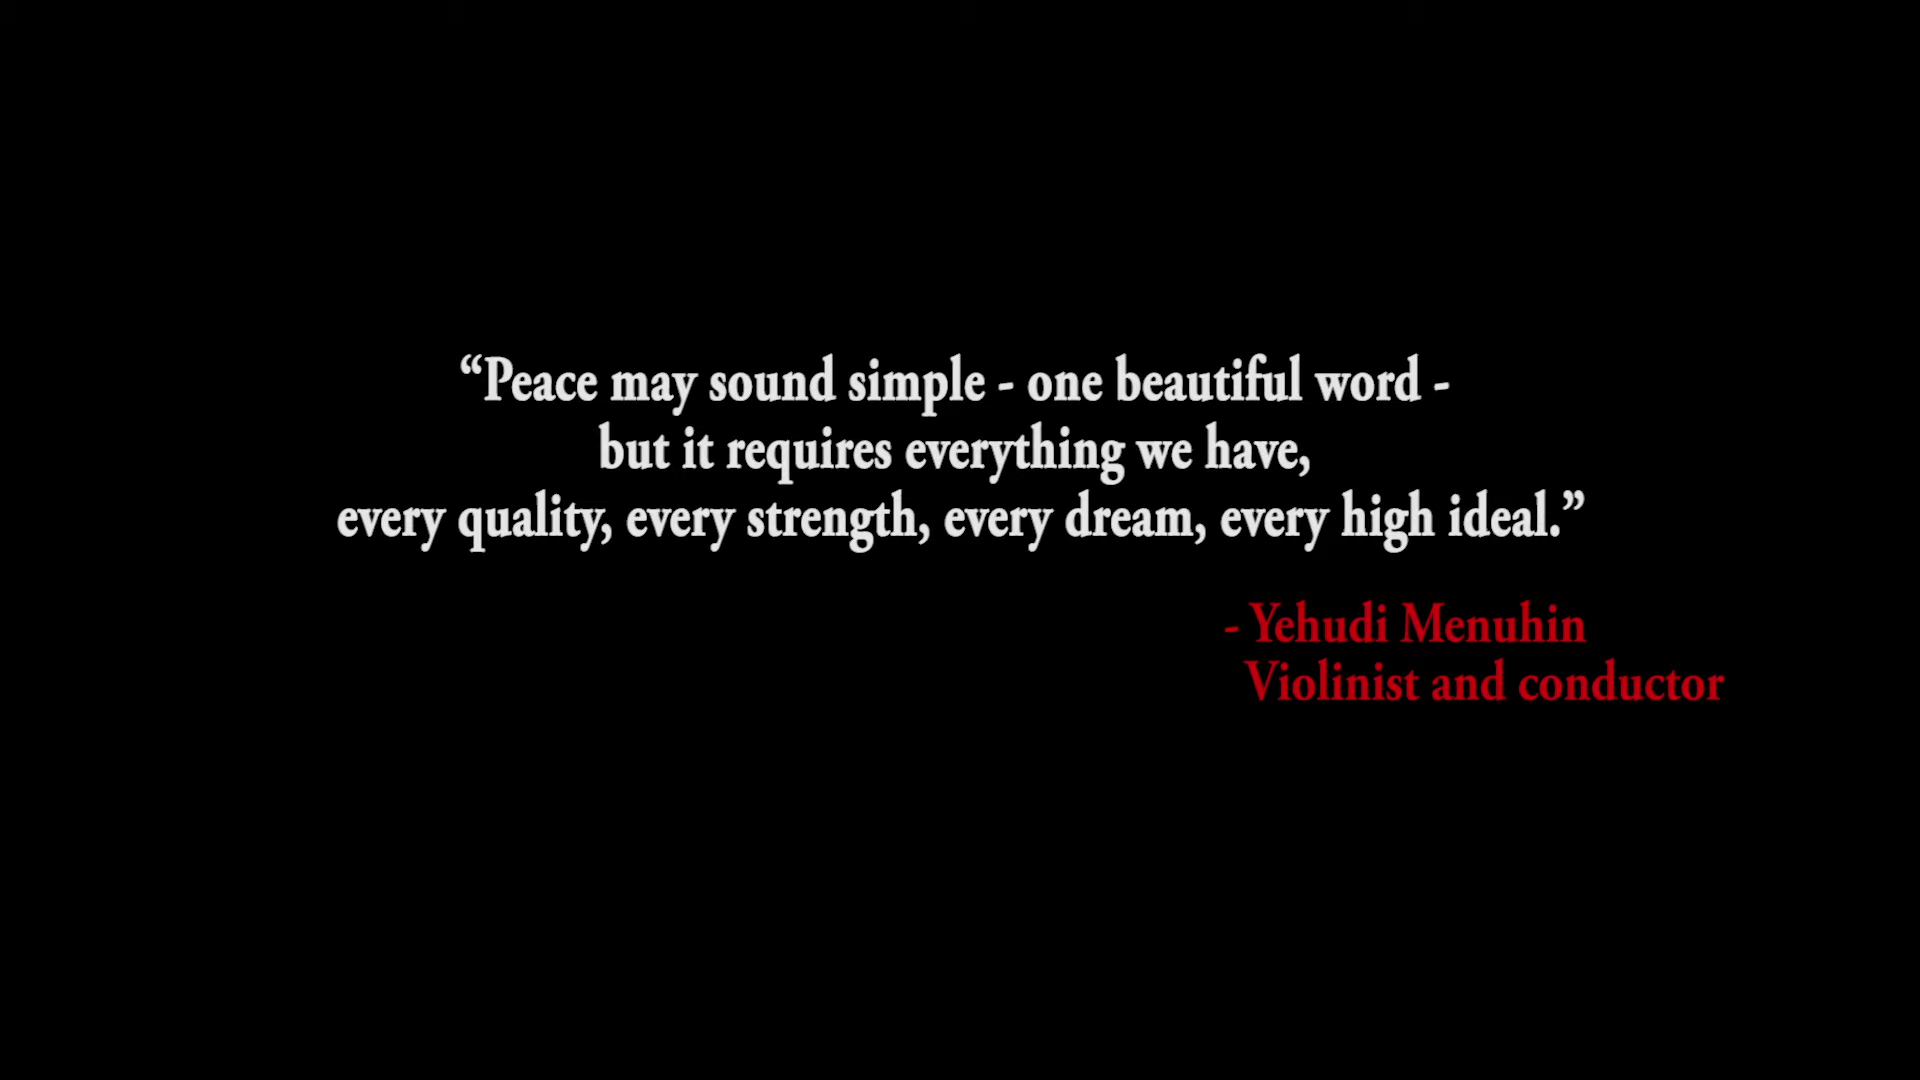 “Peace may sound simple - one beautiful word -
but it requires everything we have,
every quality, every strength, every dream, every high ideal.”
- Yehudi Menuhin
Violinist and conductor